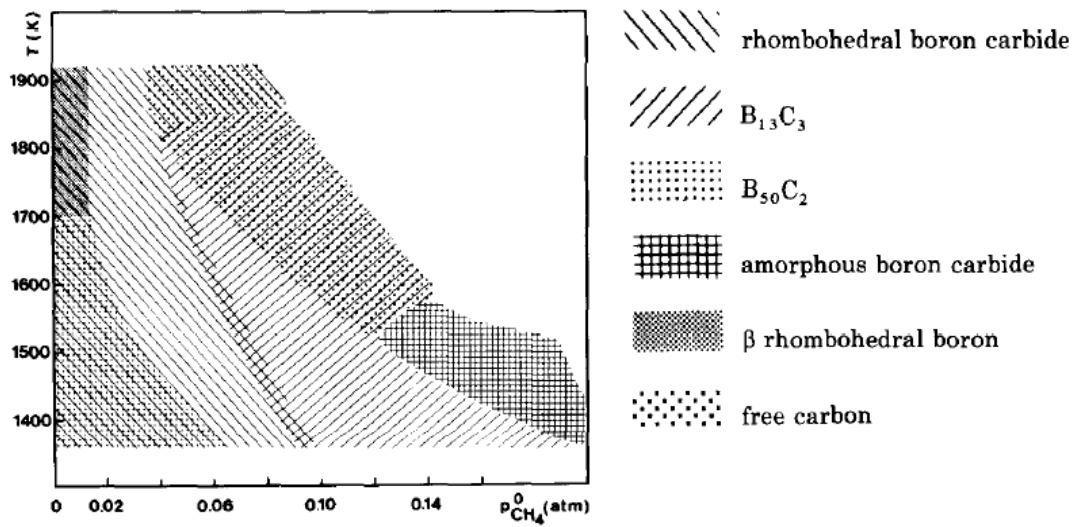 T (K)
1900
1800
1700
1600
1500
1400
0 0.02 0.06 0.10 0.14 p⁰CH₄ (atm)
rhombohedral boron carbide
B₁₃C₃
B₅₀C₂
amorphous boron carbide
β rhombohedral boron
free carbon